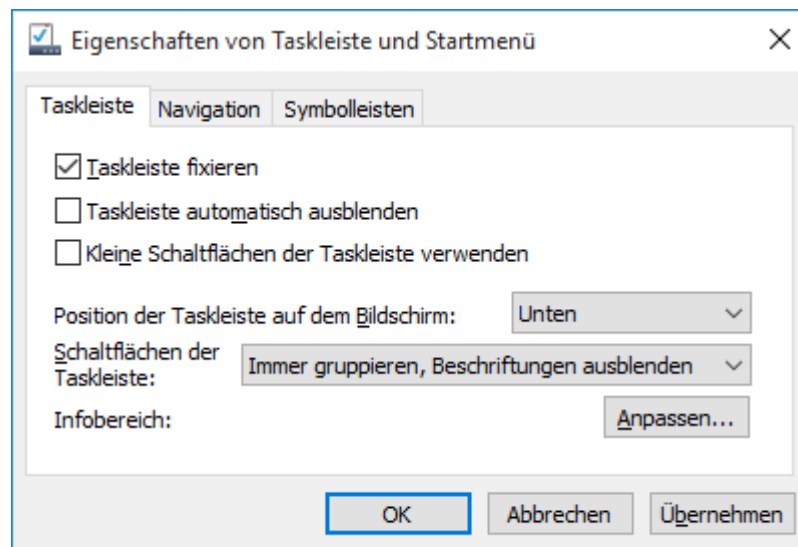 Eigenschaften von Taskleiste und Startmenü
Taskleiste Navigation Symbolleisten
Taskleiste fixieren
Taskleiste automatisch ausblenden
Kleine Schaltflächen der Taskleiste verwenden
Position der Taskleiste auf dem Bildschirm: Unten
Schaltflächen der
Taskleiste: Immer gruppieren, Beschriftungen ausblenden
Infobereich: Anpassen...
OK Abbrechen Übernehmen